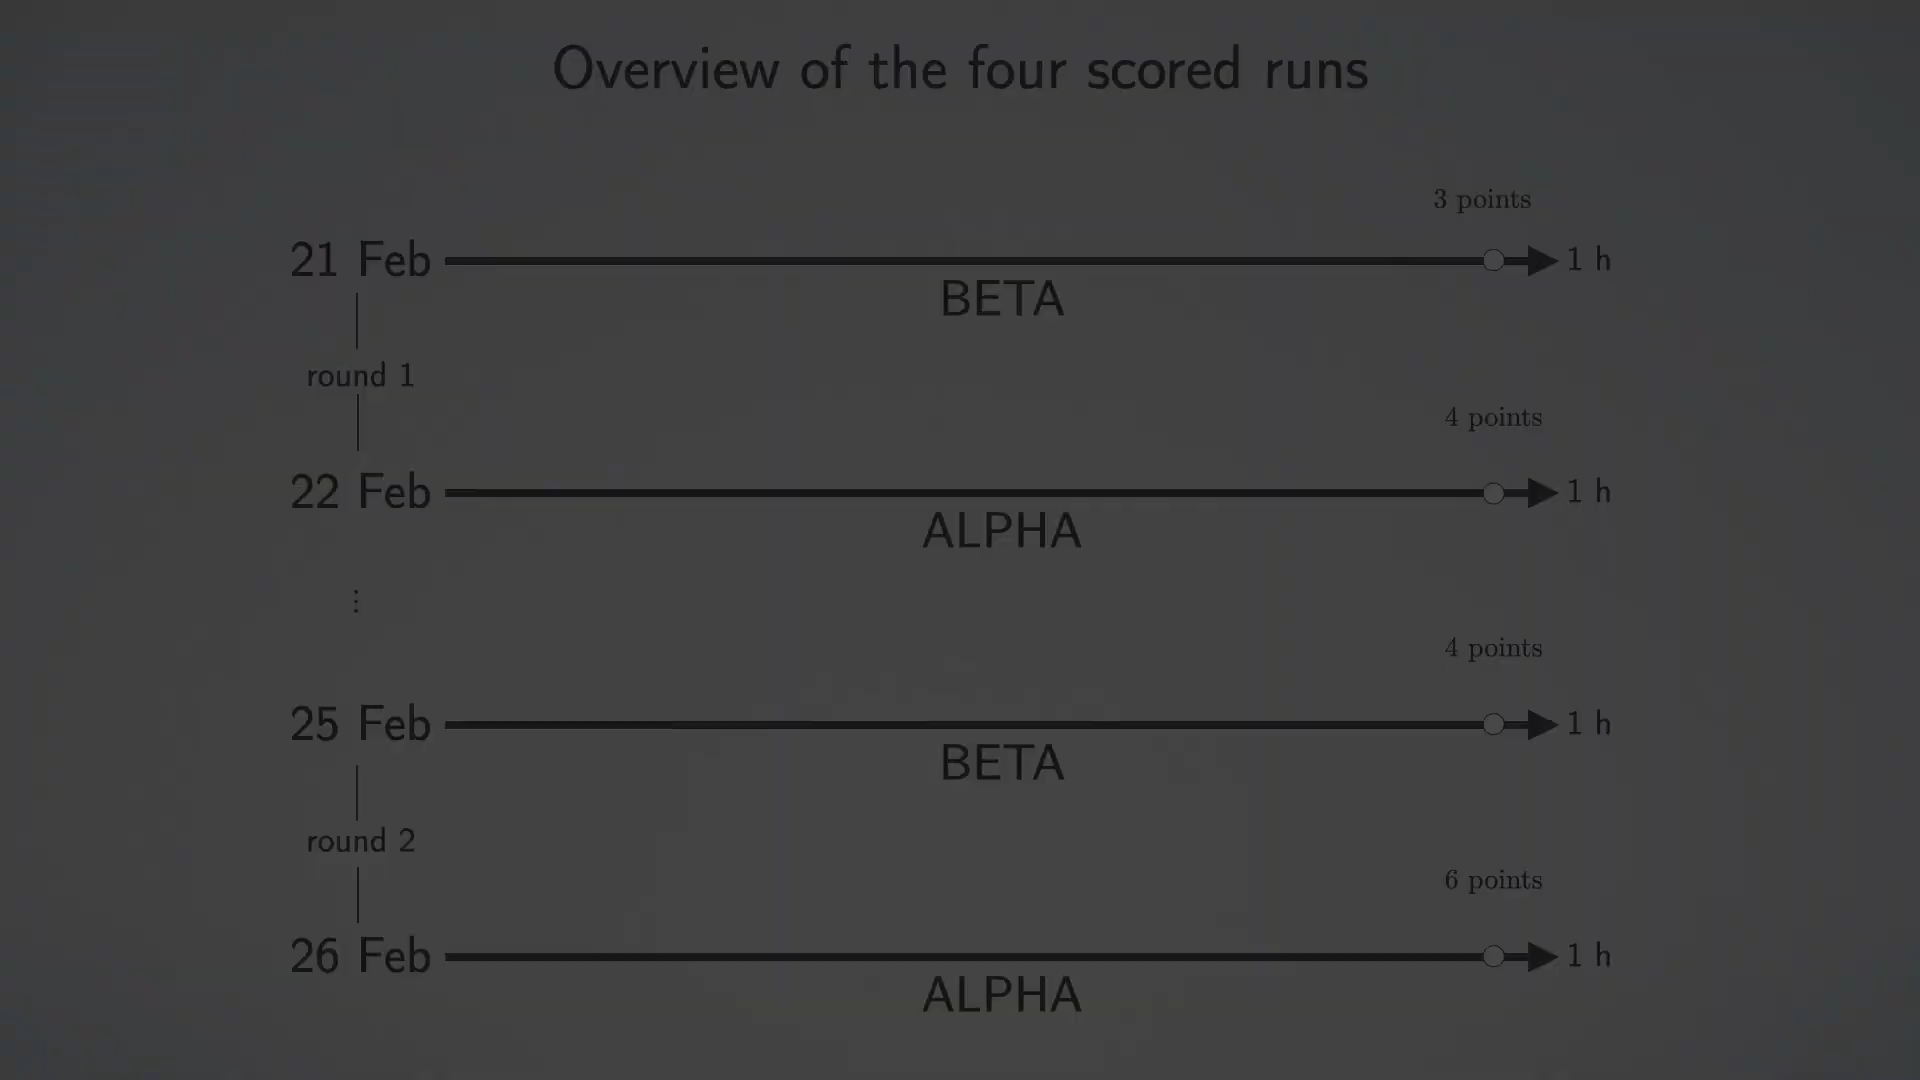 Overview of the four scored runs
3 points
21 Feb 1 h
BETA
round 1
4 points
22 Feb 1 h
ALPHA
⋮
4 points
25 Feb 1 h
BETA
round 2
6 points
26 Feb 1 h
ALPHA